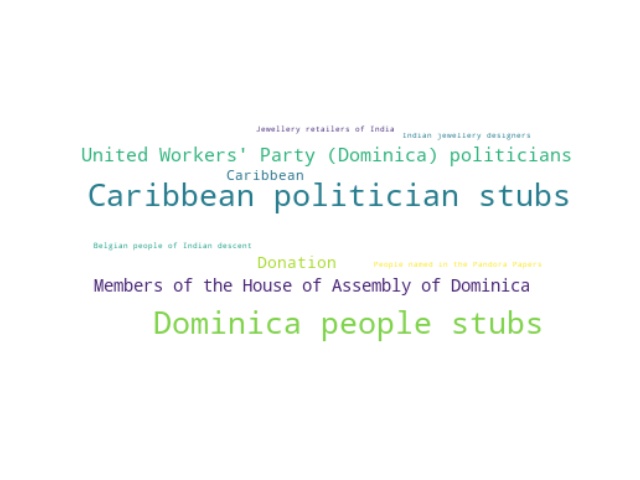 Jewellery retailers of India
Indian jewellery designers
United Workers' Party (Dominica) politicians
Caribbean
Caribbean politician stubs
Belgian people of Indian descent
Donation
People named in the Pandora Papers
Members of the House of Assembly of Dominica
Dominica people stubs